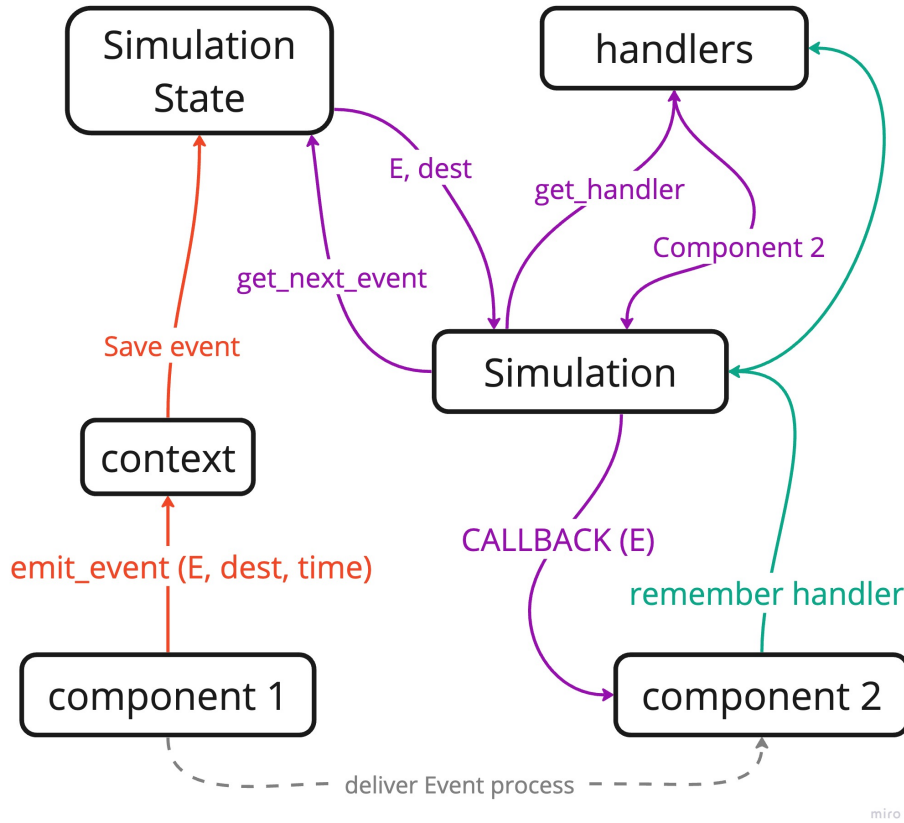 Simulation
State
handlers
E, dest
get_handler
Component 2
get_next_event
Save event
Simulation
context
CALLBACK (E)
emit_event (E, dest, time)
remember handler
component 1
component 2
deliver Event process
miro